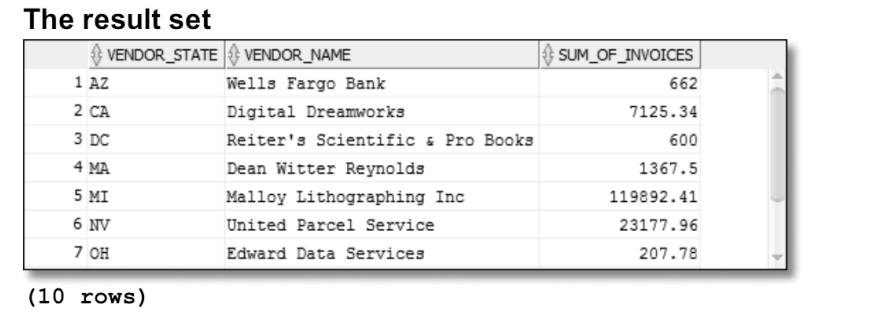 The result set
VENDOR_STATE VENDOR_NAME SUM_OF_INVOICES
1 AZ Wells Fargo Bank 662
2 CA Digital Dreamworks 7125.34
3 DC Reiter's Scientific & Pro Books 600
4 MA Dean Witter Reynolds 1367.5
5 MI Malloy Lithographing Inc 119892.41
6 NV United Parcel Service 23177.96
7 OH Edward Data Services 207.78
(10 rows)